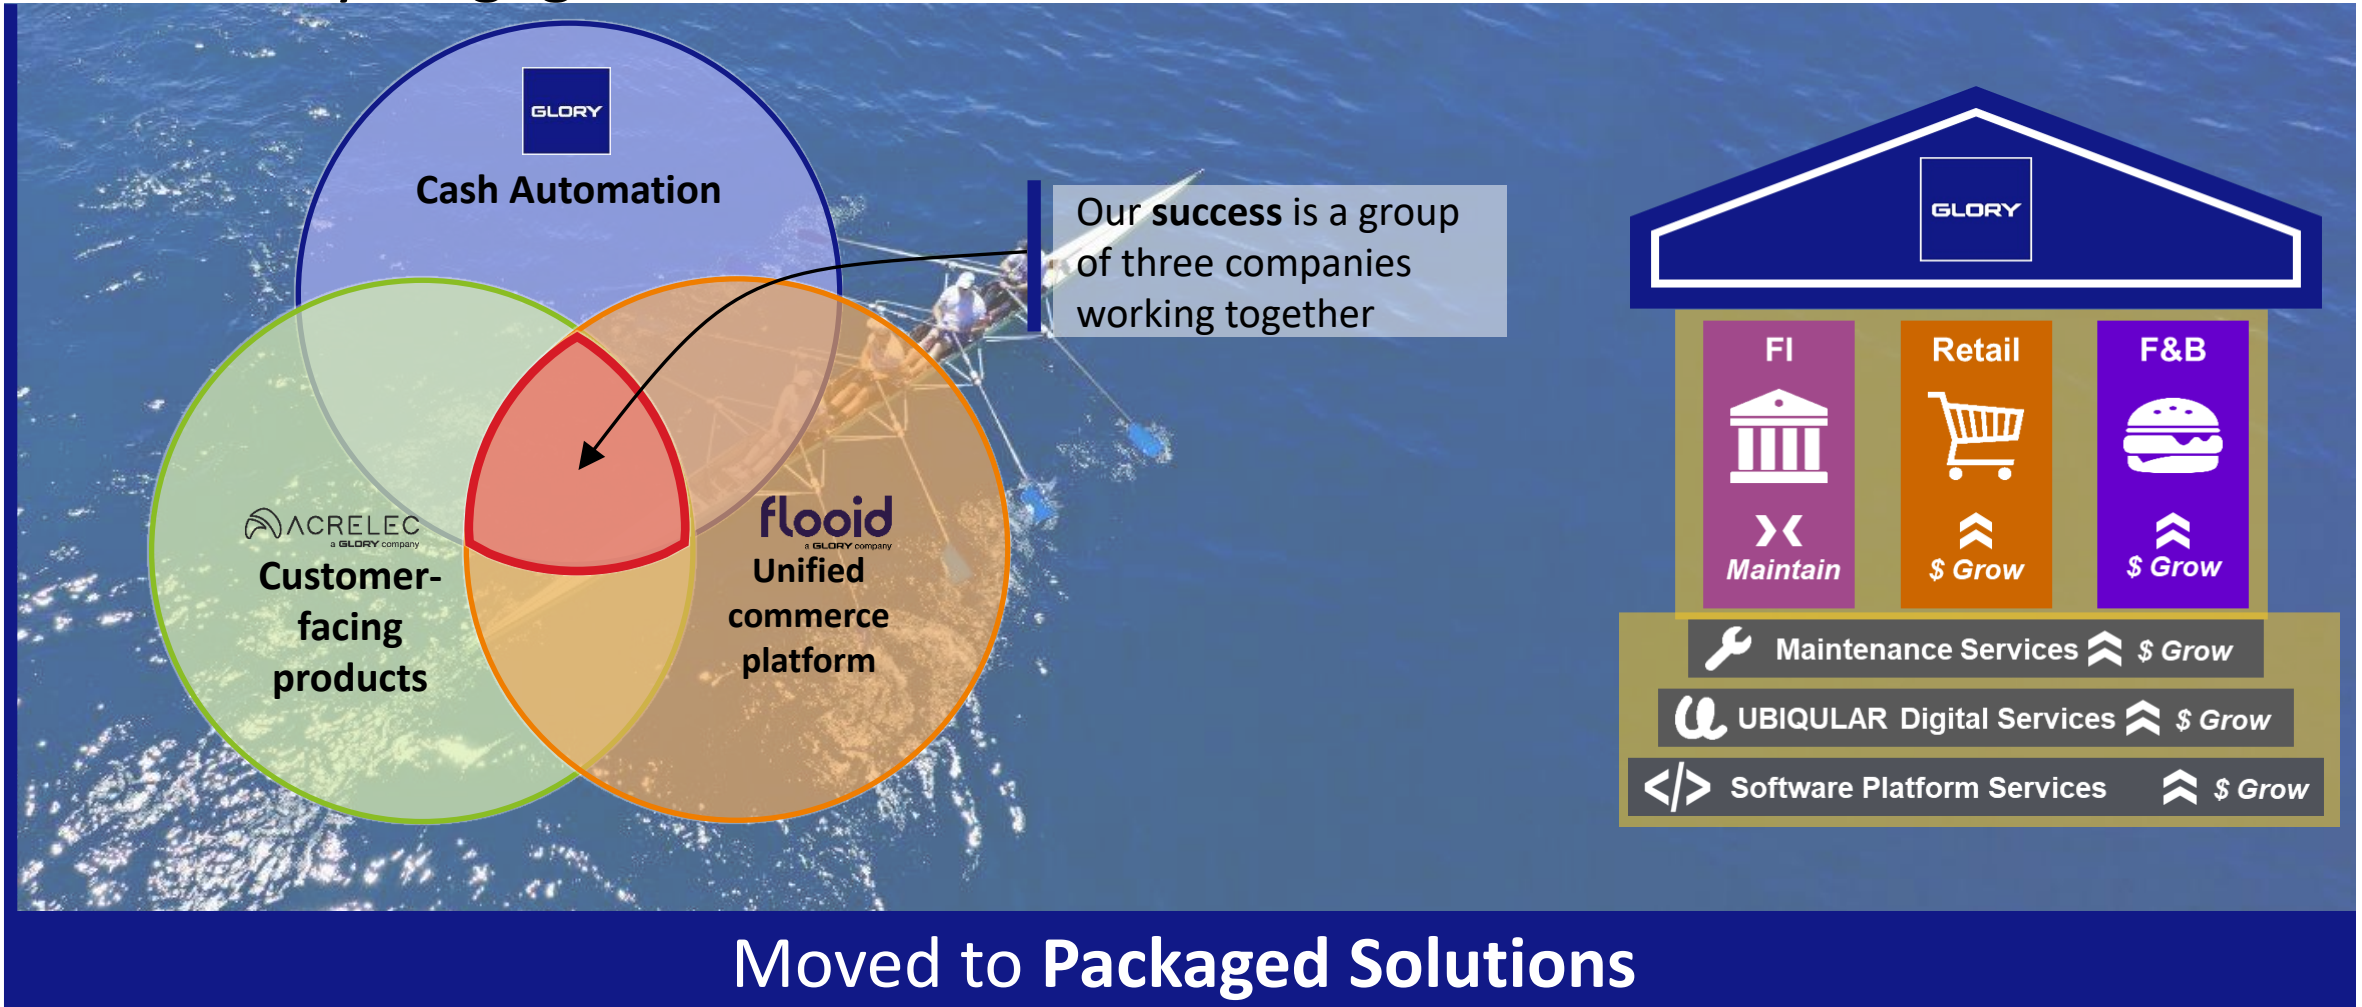 GLORY
Cash Automation
ACRELEC
a GLORY company
Customer-
facing
products
flooid
a GLORY company
Unified
commerce
platform
Our success is a group
of three companies
working together
GLORY
FI
Maintain
Retail
$ Grow
F&B
$ Grow
Maintenance Services $ Grow
UBIQULAR Digital Services $ Grow
</> Software Platform Services $ Grow
Moved to Packaged Solutions